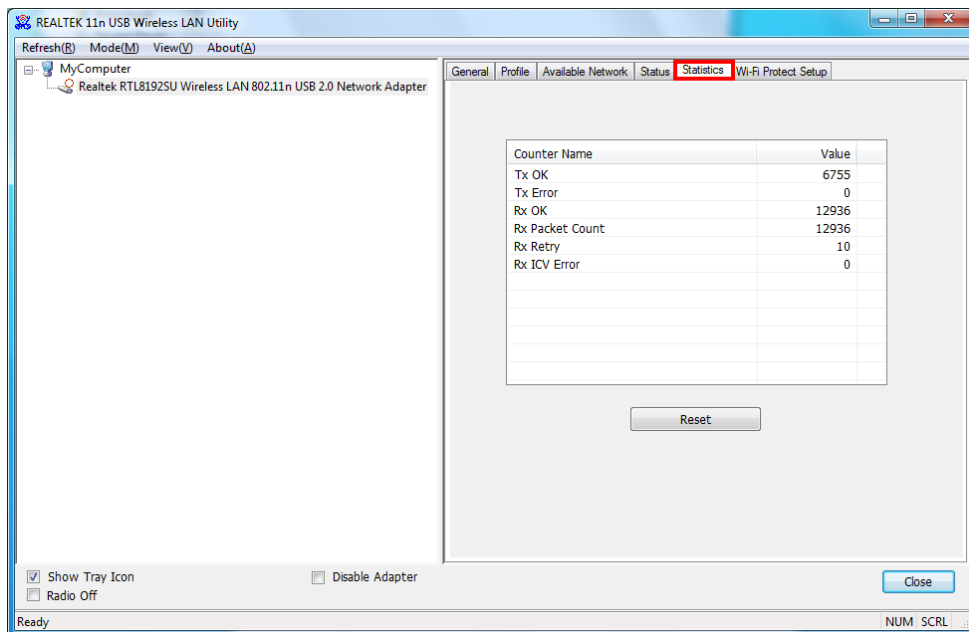 REALTEK 11n USB Wireless LAN Utility
Refresh(R) Mode(M) View(V) About(A)
MyComputer
Realtek RTL8192SU Wireless LAN 802.11n USB 2.0 Network Adapter
General Profile Available Network Status Statistics Wi-Fi Protect Setup
Counter Name Value
Tx OK 6755
Tx Error 0
Rx OK 12936
Rx Packet Count 12936
Rx Retry 10
Rx ICV Error 0
Reset
Show Tray Icon Disable Adapter
Radio Off
Close
Ready NUM SCRL